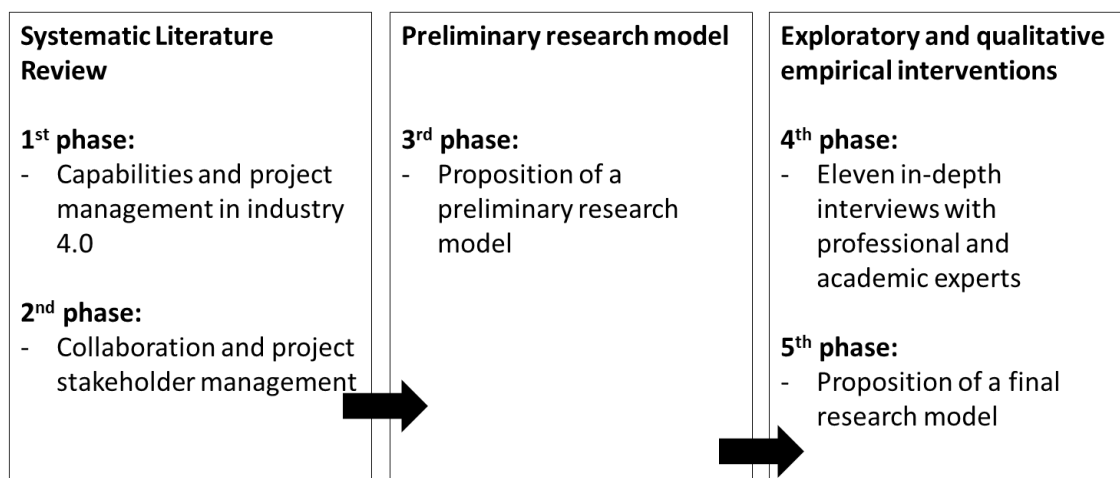 Systematic Literature
Review
1st phase:
- Capabilities and project
management in industry
4.0
2nd phase:
- Collaboration and project
stakeholder management
Preliminary research model
3rd phase:
- Proposition of a
preliminary research
model
Exploratory and qualitative
empirical interventions
4th phase:
- Eleven in-depth
interviews with
professional and
academic experts
5th phase:
- Proposition of a final
research model